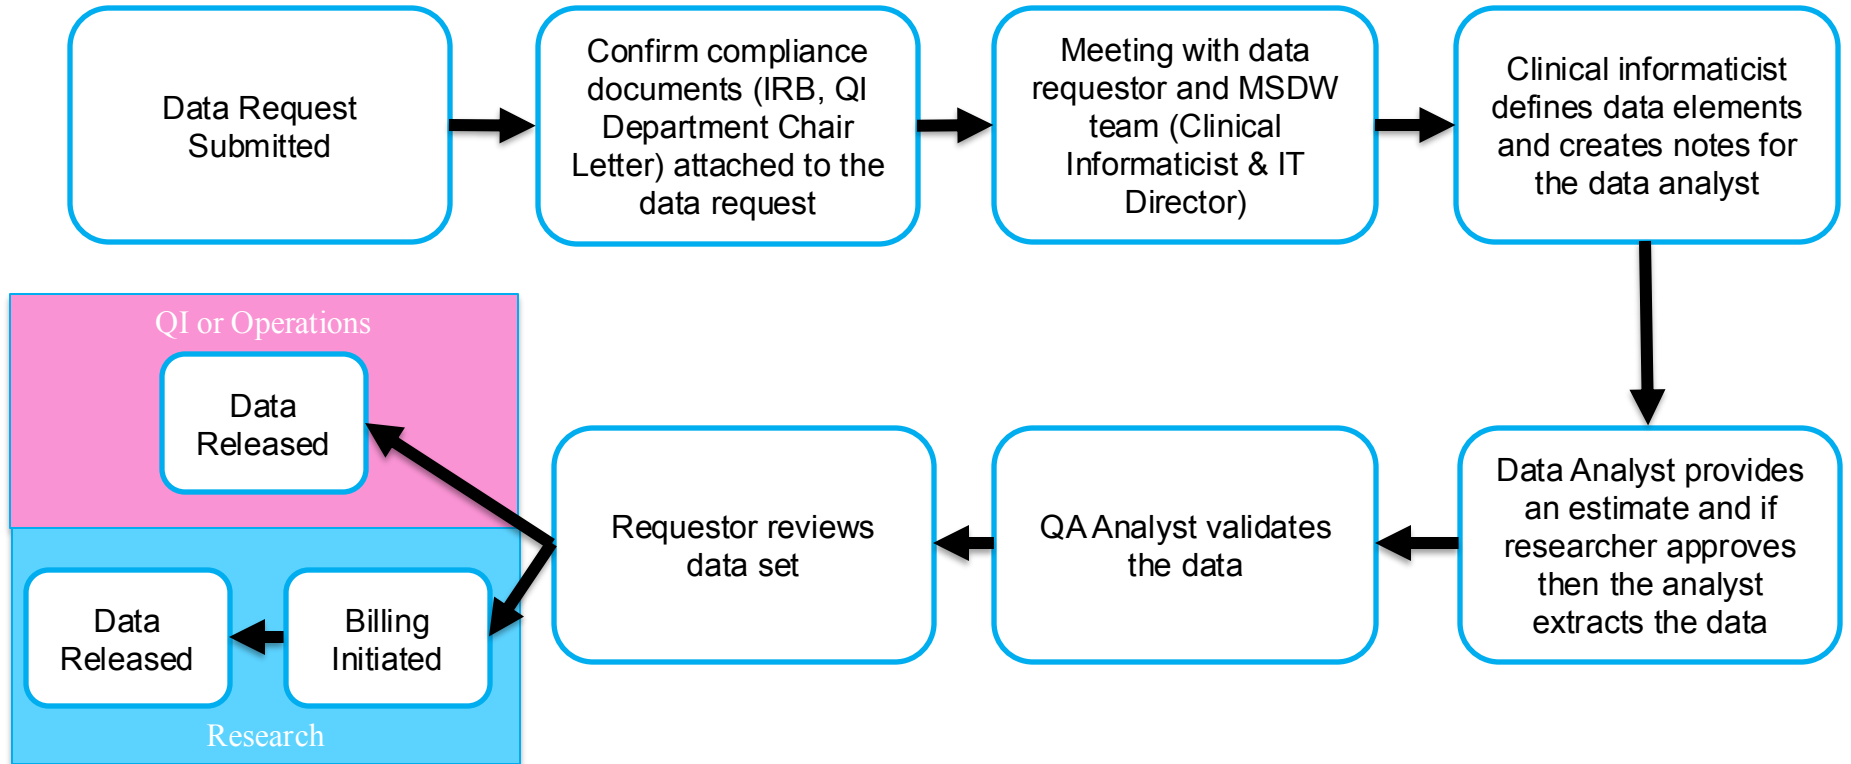 Data Request
Submitted
Confirm compliance
documents (IRB, QI
Department Chair
Letter) attached to the
data request
Meeting with data
requestor and MSDW
team (Clinical
Informaticist & IT
Director)
Clinical informaticist
defines data elements
and creates notes for
the data analyst
Data Analyst provides
an estimate and if
researcher approves
then the analyst
extracts the data
QA Analyst validates
the data
Requestor reviews
data set
QI or Operations
Data
Released
Billing
Initiated
Data
Released
Research